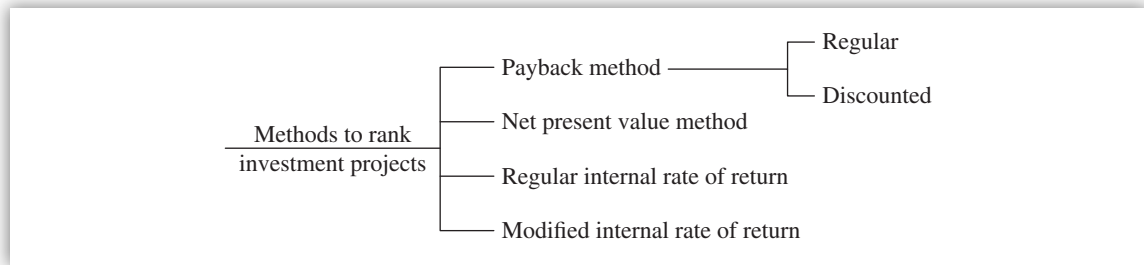 Methods to rank
investment projects
Payback method
Regular
Discounted
Net present value method
Regular internal rate of return
Modified internal rate of return